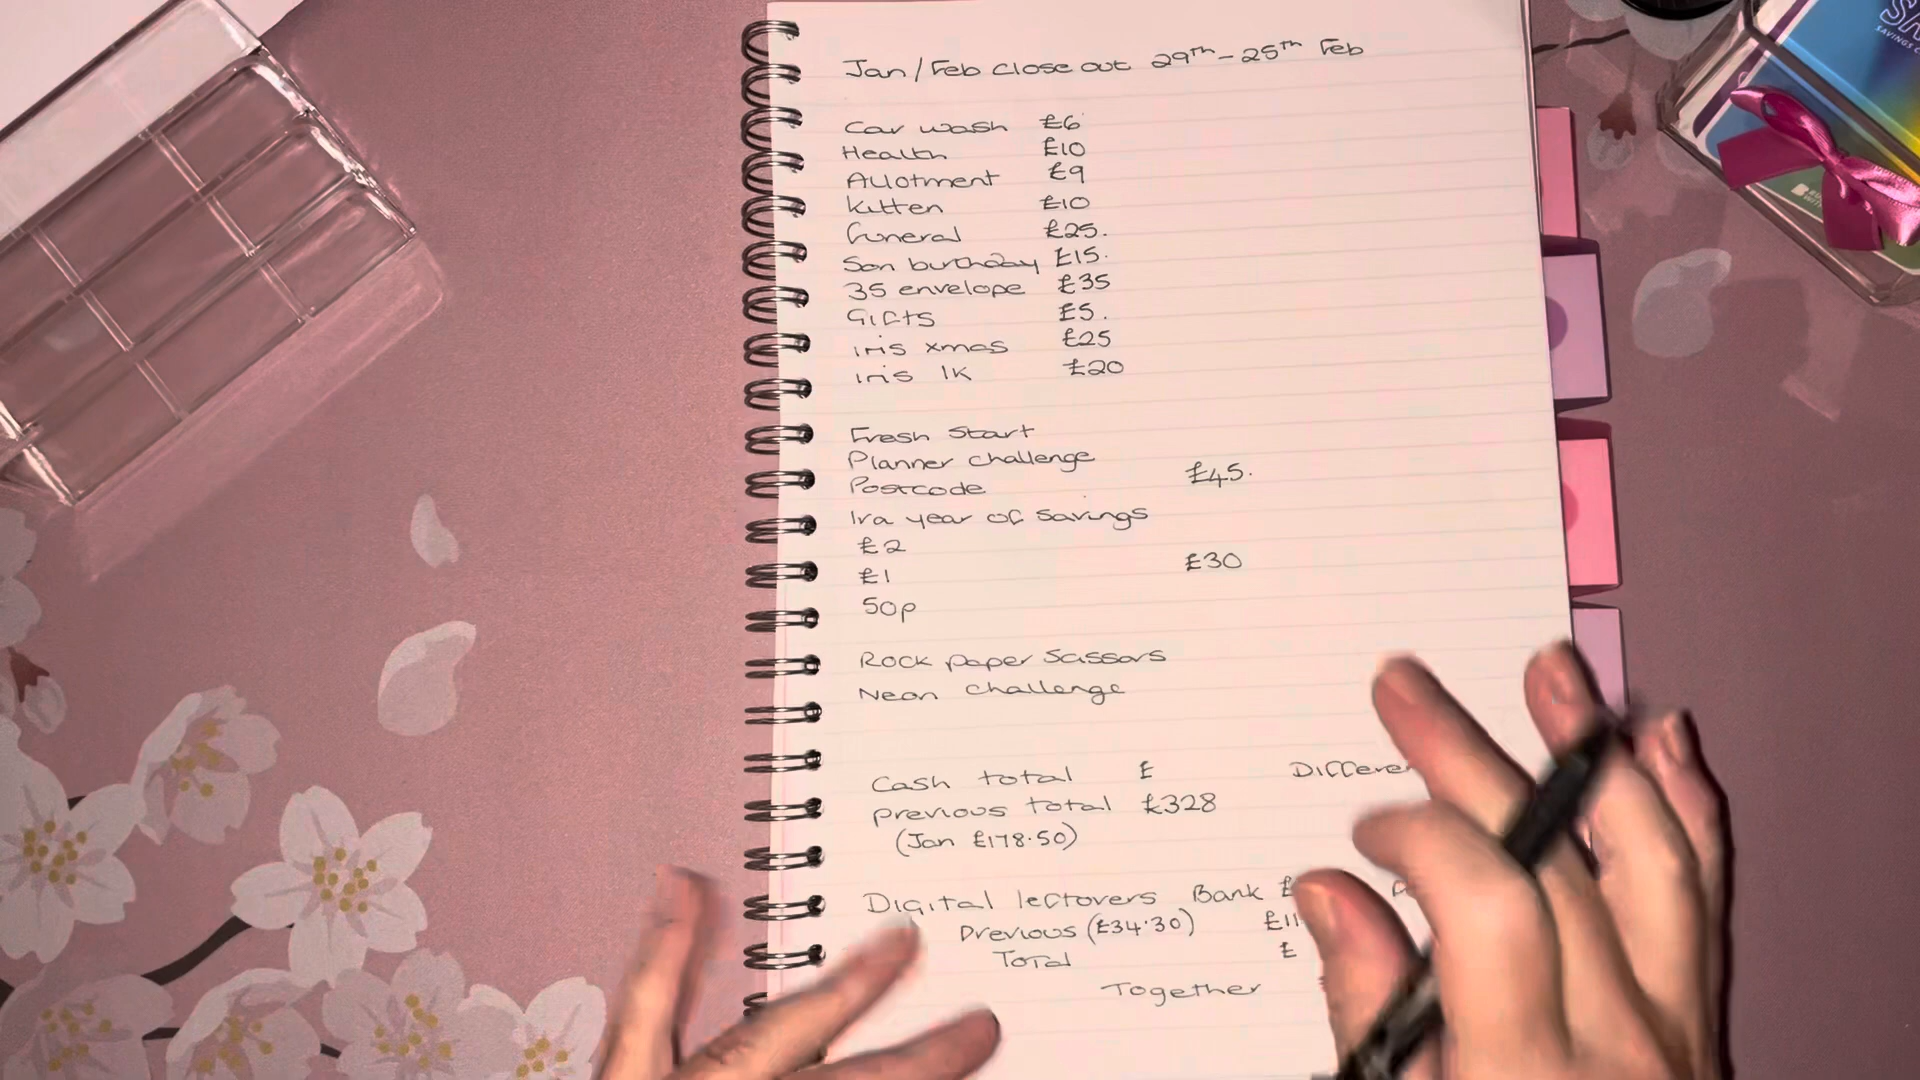 Jan/Feb close out 29th - 25th Feb
Car wash £6
Health £10
Allotment £9
Kitten £10
Funeral £25.
Son birthday £15.
35 envelope £35
Gifts £5.
Iris xmas £25
Iris 1K £20
Fresh Start
Planner challenge
Postcode £45.
1ra year of savings
£2
£1 £30
50p
Rock paper Scissors
Neon challenge
Cash total £ Differen
previous total £328
(Jan £178.50)
Digital leftovers Bank £
Previous (£34.30) £11
Total £
Together